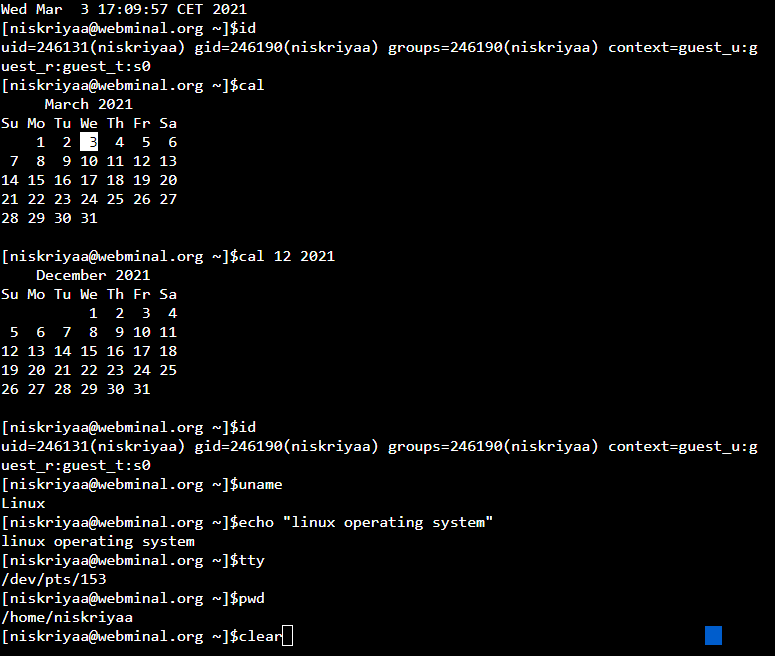 Wed Mar  3 17:09:57 CET 2021
[niskriyaa@webminal.org ~]$id
uid=246131(niskriyaa) gid=246190(niskriyaa) groups=246190(niskriyaa) context=guest_u:g
uest_r:guest_t:s0
[niskriyaa@webminal.org ~]$cal
     March 2021
Su Mo Tu We Th Fr Sa
    1  2  3  4  5  6
 7  8  9 10 11 12 13
14 15 16 17 18 19 20
21 22 23 24 25 26 27
28 29 30 31

[niskriyaa@webminal.org ~]$cal 12 2021
    December 2021
Su Mo Tu We Th Fr Sa
          1  2  3  4
 5  6  7  8  9 10 11
12 13 14 15 16 17 18
19 20 21 22 23 24 25
26 27 28 29 30 31

[niskriyaa@webminal.org ~]$id
uid=246131(niskriyaa) gid=246190(niskriyaa) groups=246190(niskriyaa) context=guest_u:g
uest_r:guest_t:s0
[niskriyaa@webminal.org ~]$uname
Linux
[niskriyaa@webminal.org ~]$echo "linux operating system"
linux operating system
[niskriyaa@webminal.org ~]$tty
/dev/pts/153
[niskriyaa@webminal.org ~]$pwd
/home/niskriyaa
[niskriyaa@webminal.org ~]$clear